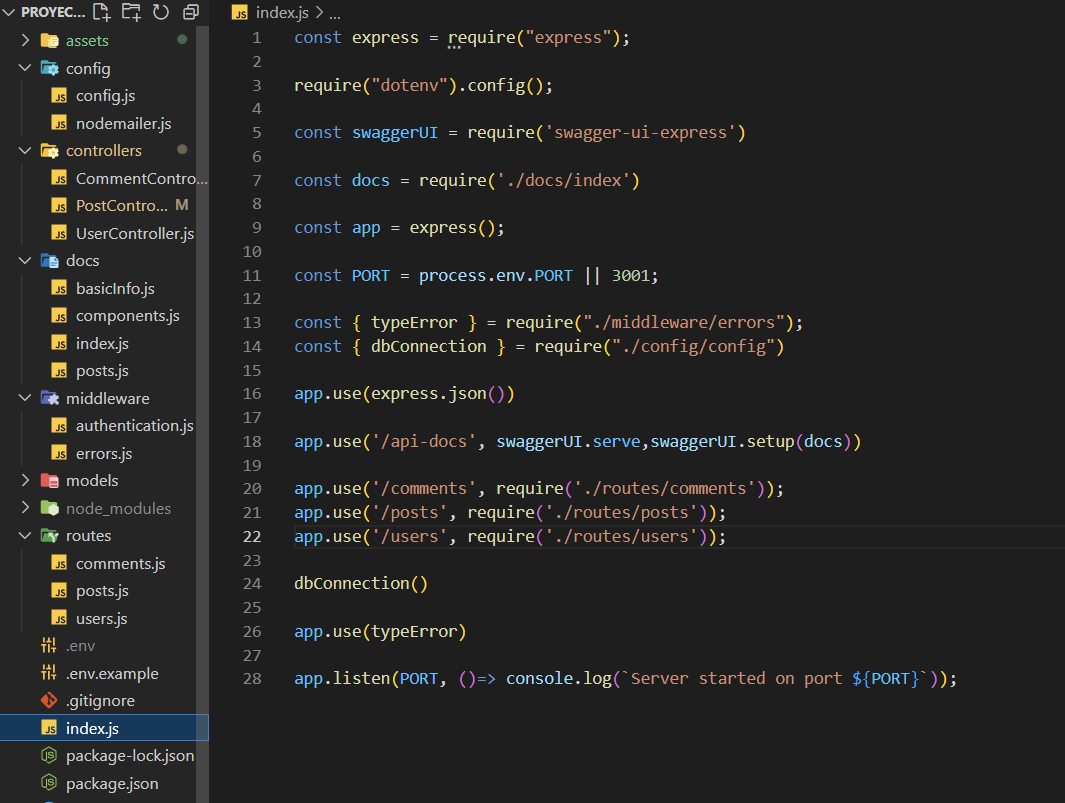 PROYEC...
assets
config
config.js
nodemailer.js
controllers
CommentContro...
PostContro... M
UserController.js
docs
basicInfo.js
components.js
index.js
posts.js
middleware
authentication.js
errors.js
models
node_modules
routes
comments.js
posts.js
users.js
.env
.env.example
.gitignore
index.js
package-lock.json
package.json
JS index.js > ...
1 const express = require("express");
2
3 require("dotenv").config();
4
5 const swaggerUI = require('swagger-ui-express')
6
7 const docs = require('./docs/index')
8
9 const app = express();
10
11 const PORT = process.env.PORT || 3001;
12
13 const { typeError } = require("./middleware/errors");
14 const { dbConnection } = require("./config/config")
15
16 app.use(express.json())
17
18 app.use('/api-docs', swaggerUI.serve,swaggerUI.setup(docs))
19
20 app.use('/comments', require('./routes/comments'));
21 app.use('/posts', require('./routes/posts'));
22 app.use('/users', require('./routes/users'));
23
24 dbConnection()
25
26 app.use(typeError)
27
28 app.listen(PORT, ()=> console.log(`Server started on port ${PORT}`));